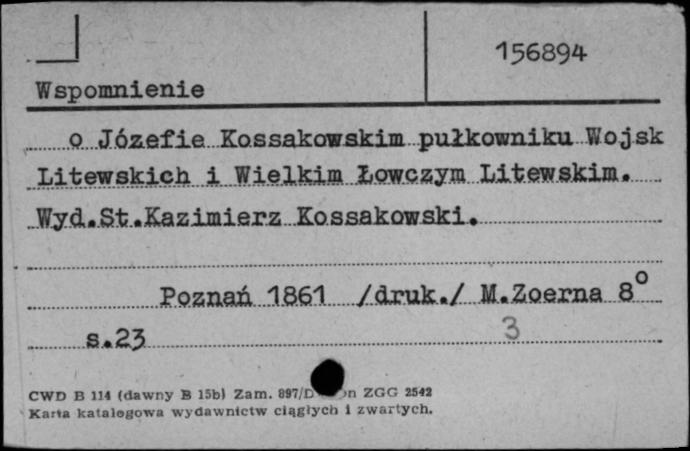 156894
Wspomnienie
o Józefie Kossakowskim pułkowniku Wojsk
Litewskich i Wielkim Łowczym Litewskim.
Wyd.St.Kazimierz Kossakowski.
Poznań 1861 /druk./ M.Zoerna 8°
s.23 3
CWD B 114 (dawny B 15b) Zam. 897/D ZGG 2542
Karta katalogowa wydawnictw ciągłych i zwartych.